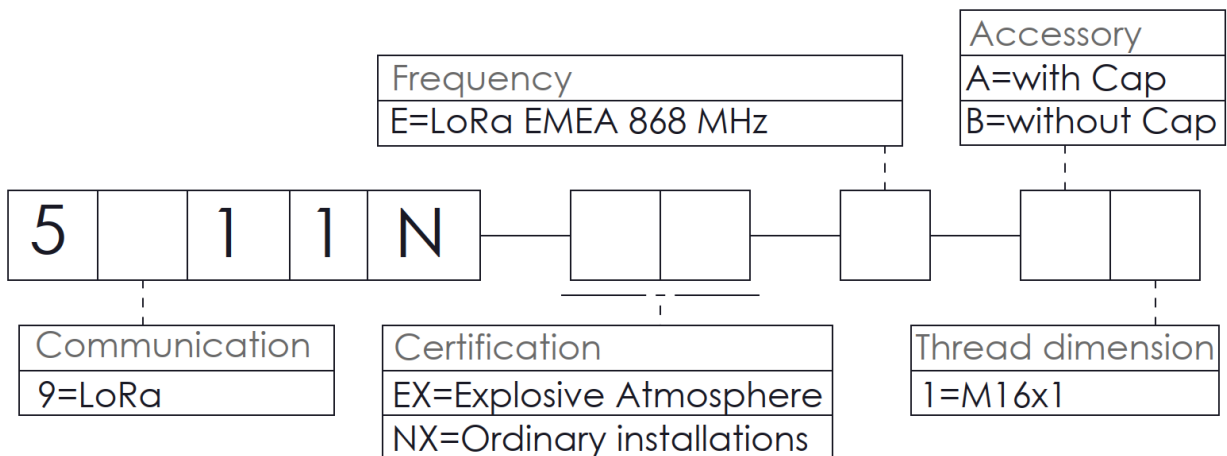 Accessory
A=with Cap
B=without Cap
Frequency
E=LoRa EMEA 868 MHz
5 1 1 N
Communication
9=LoRa
Certification
EX=Explosive Atmosphere
NX=Ordinary installations
Thread dimension
1=M16x1